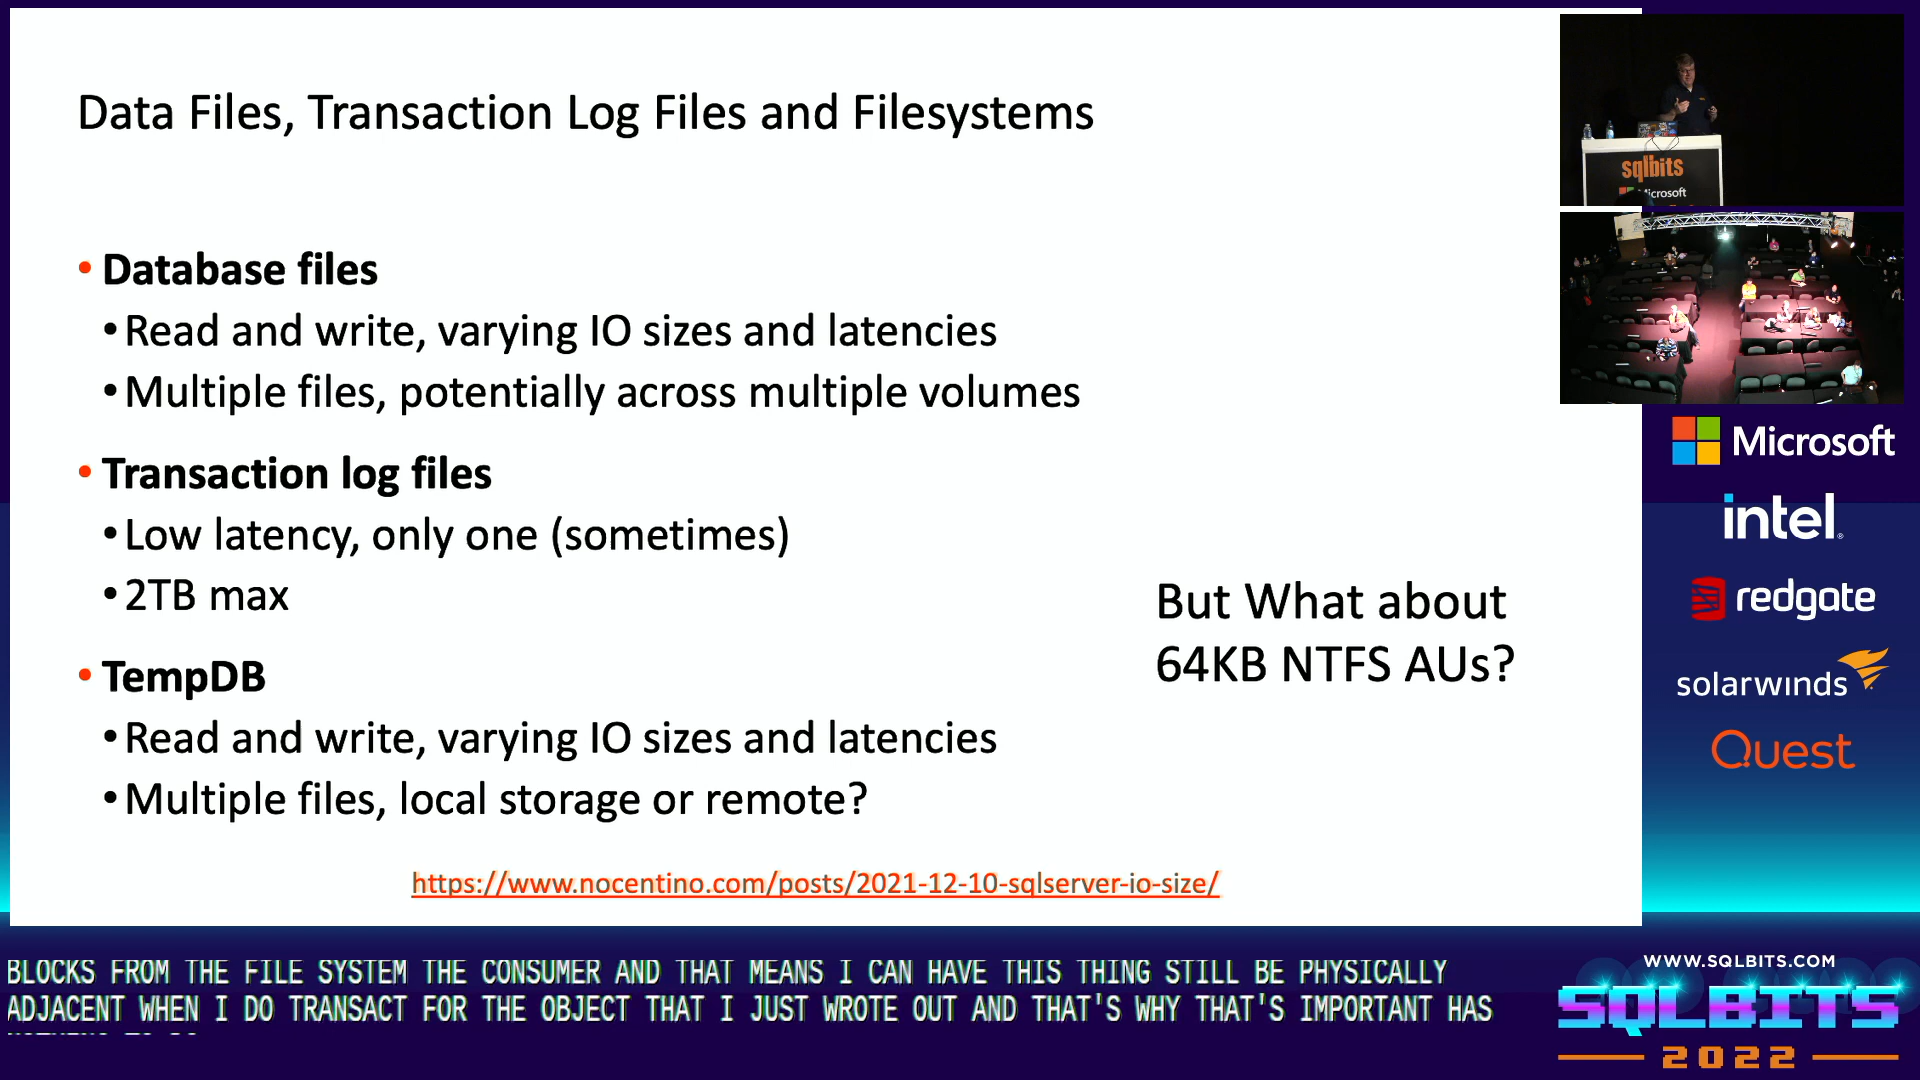 Data Files, Transaction Log Files and Filesystems
• Database files
• Read and write, varying IO sizes and latencies
• Multiple files, potentially across multiple volumes
• Transaction log files
• Low latency, only one (sometimes)
• 2TB max
• TempDB
• Read and write, varying IO sizes and latencies
• Multiple files, local storage or remote?
But What about
64KB NTFS AUs?
https://www.nocentino.com/posts/2021-12-10-sqlserver-io-size/
sqlbits
Microsoft
Microsoft
intel.
redgate
solarwinds
Quest
BLOCKS FROM THE FILE SYSTEM THE CONSUMER AND THAT MEANS I CAN HAVE THIS THING STILL BE PHYSICALLY
ADJACENT WHEN I DO TRANSACT FOR THE OBJECT THAT I JUST WROTE OUT AND THAT'S WHY THAT'S IMPORTANT HAS
WWW.SQLBITS.COM
SQLBITS
2022